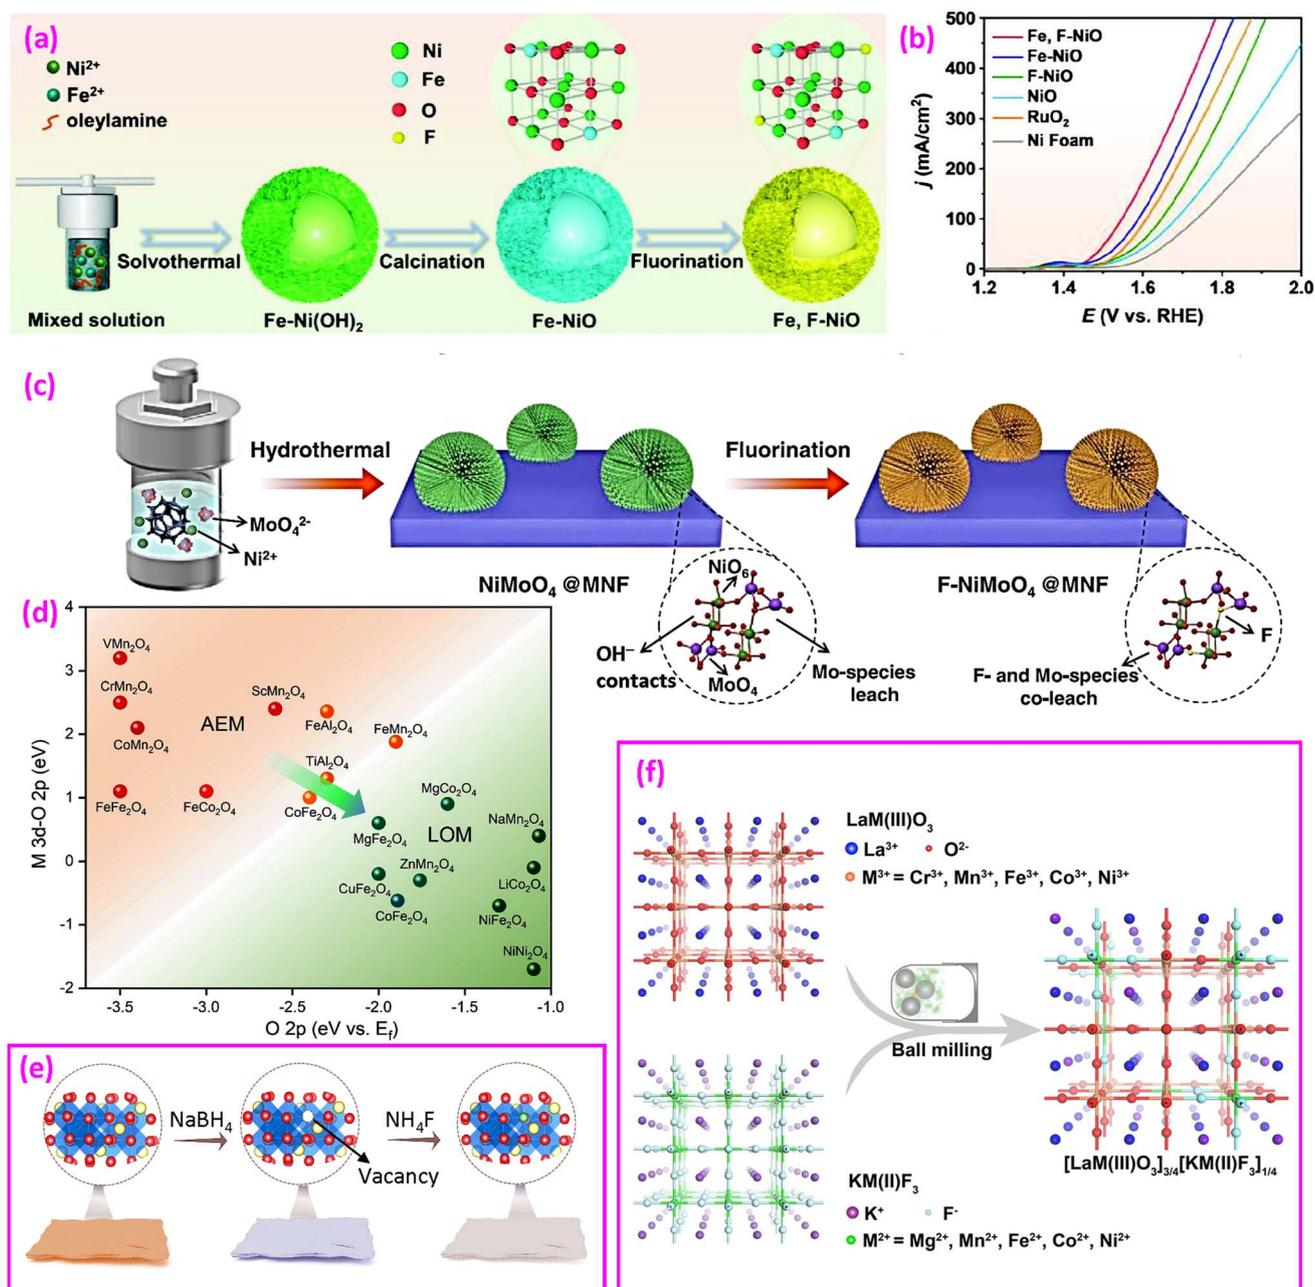 (a)
Ni²⁺
Fe²⁺
oleylamine
Ni
Fe
O
F
Solvothermal
Calcination
Fluorination
Mixed solution
Fe-Ni(OH)₂
Fe-NiO
Fe, F-NiO
(b)
500
400
300
200
100
0
j (mA/cm²)
Fe, F-NiO
Fe-NiO
F-NiO
NiO
RuO₂
Ni Foam
1.2
1.4
1.6
1.8
2.0
E (V vs. RHE)
(c)
Hydrothermal
Fluorination
MoO₄²⁻
Ni²⁺
NiMoO₄ @MNF
F-NiMoO₄ @MNF
NiO₆
OH⁻
contacts
MoO₄
Mo-species
leach
F
F- and Mo-species
co-leach
(d)
4
3
2
1
0
-1
-2
M 3d-O 2p (eV)
VMn₂O₄
CrMn₂O₄
CoMn₂O₄
ScMn₂O₄
AEM
FeAl₂O₄
FeMn₂O₄
TiAl₂O₄
FeFe₂O₄
FeCo₂O₄
CoFe₂O₄
MgCo₂O₄
MgFe₂O₄
LOM
NaMn₂O₄
ZnMn₂O₄
CuFe₂O₄
LiCo₂O₄
CoFe₂O₄
NiFe₂O₄
NiNi₂O₄
-3.5
-3.0
-2.5
-2.0
-1.5
-1.0
O 2p (eV vs. E_f)
(e)
NaBH₄
NH₄F
Vacancy
(f)
LaM(III)O₃
La³⁺
O²⁻
M³⁺ = Cr³⁺, Mn³⁺, Fe³⁺, Co³⁺, Ni³⁺
Ball milling
[LaM(III)O₃]₃/₄[KM(II)F₃]₁/₄
KM(II)F₃
K⁺
F⁻
M²⁺ = Mg²⁺, Mn²⁺, Fe²⁺, Co²⁺, Ni²⁺